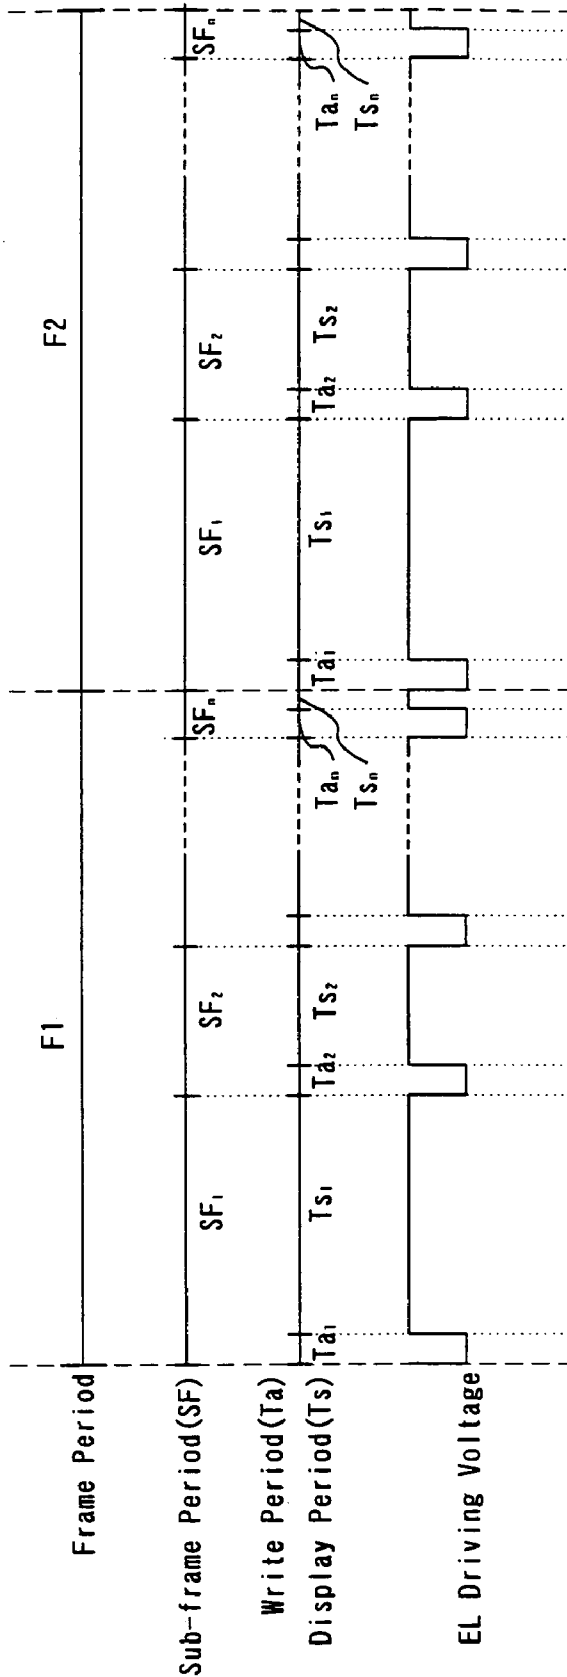 Frame Period
F1
F2
Sub-frame Period(SF)
SF₁
SF₂
SFₙ
SF₁
SF₂
SFₙ
Write Period(Ta)
Display Period(Ts)
Ta₁
Ts₁
Ta₂
Ts₂
Taₙ
Tsₙ
Ta₁
Ts₁
Ta₂
Ts₂
Taₙ
Tsₙ
EL Driving Voltage